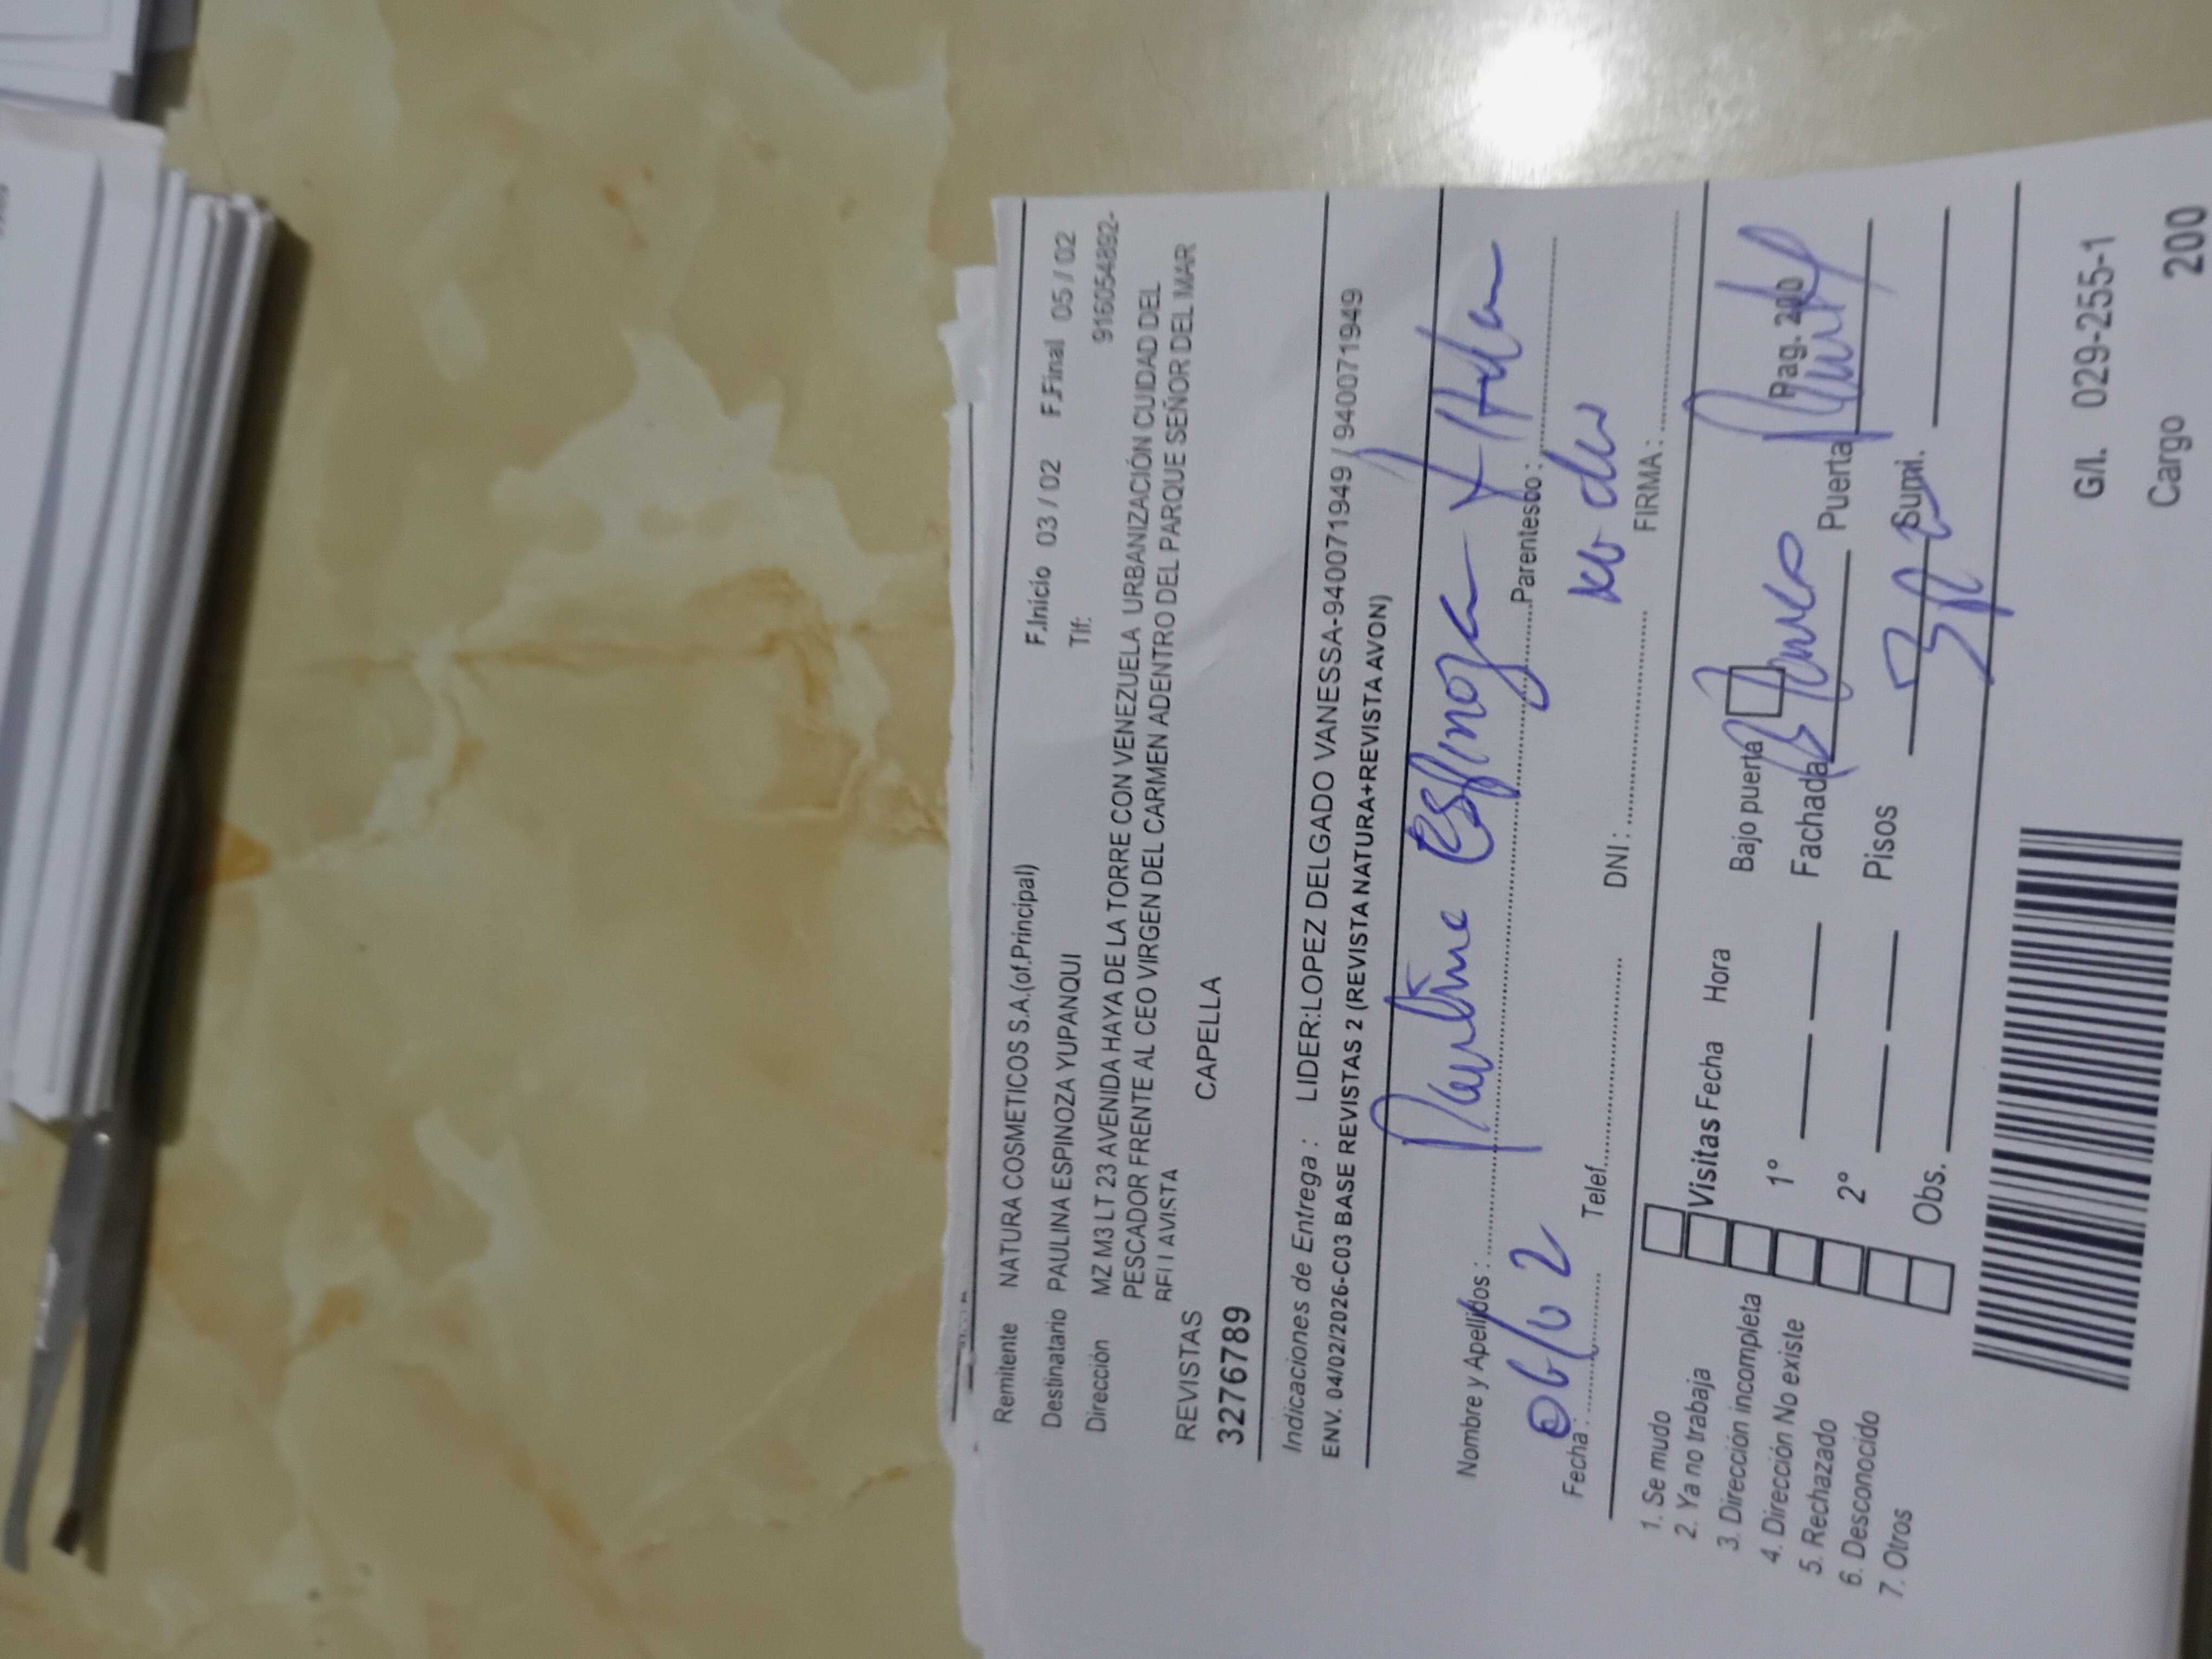 Remitente NATURA COSMETICOS S.A.(of.Principal) F.Inicio 03 / 02 F.Final 05 / 02
Destinatario PAULINA ESPINOZA YUPANQUI Tlf:
Dirección MZ M3 LT 23 AVENIDA HAYA DE LA TORRE CON VENEZUELA URBANIZACIÓN CUIDAD DEL
PESCADOR FRENTE AL CEO VIRGEN DEL CARMEN ADENTRO DEL PARQUE SEÑOR DEL MAR
REVISTAS CAPELLA
3276789
Indicaciones de Entrega : LIDER:LOPEZ DELGADO VANESSA-940071949 / 940071949
ENV. 04/02/2026-C03 BASE REVISTAS 2 (REVISTA NATURA+REVISTA AVON)
Nombre y Apellidos : Espinoza
Parentesco :
Fecha : 06/02 Telef. DNI : FIRMA :
1. Se mudo
2. Ya no trabaja
3. Dirección incompleta
4. Dirección No existe
5. Rechazado
6. Desconocido
7. Otros
Visitas Fecha Hora
1º
2º
Obs.
Bajo puerta Pag. 200
Fachada Puerta
Pisos Sumi.
G/I. 029-255-1
Cargo 200